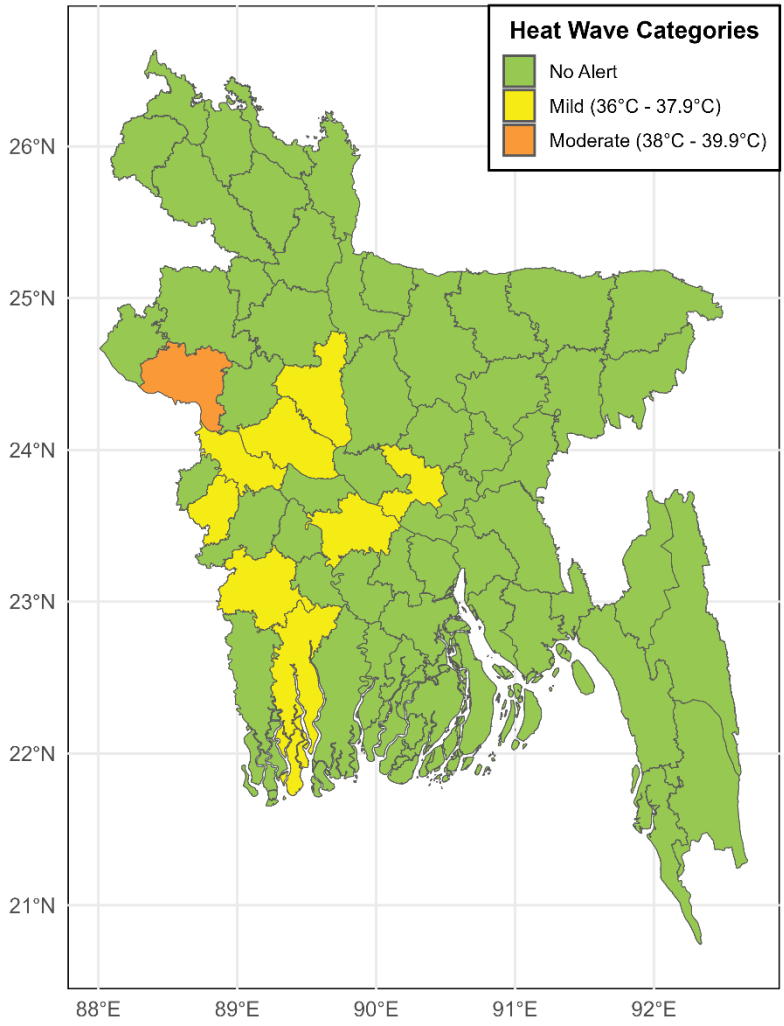 Heat Wave Categories
No Alert
Mild (36°C - 37.9°C)
Moderate (38°C - 39.9°C)
26°N
25°N
24°N
23°N
22°N
21°N
88°E 89°E 90°E 91°E 92°E